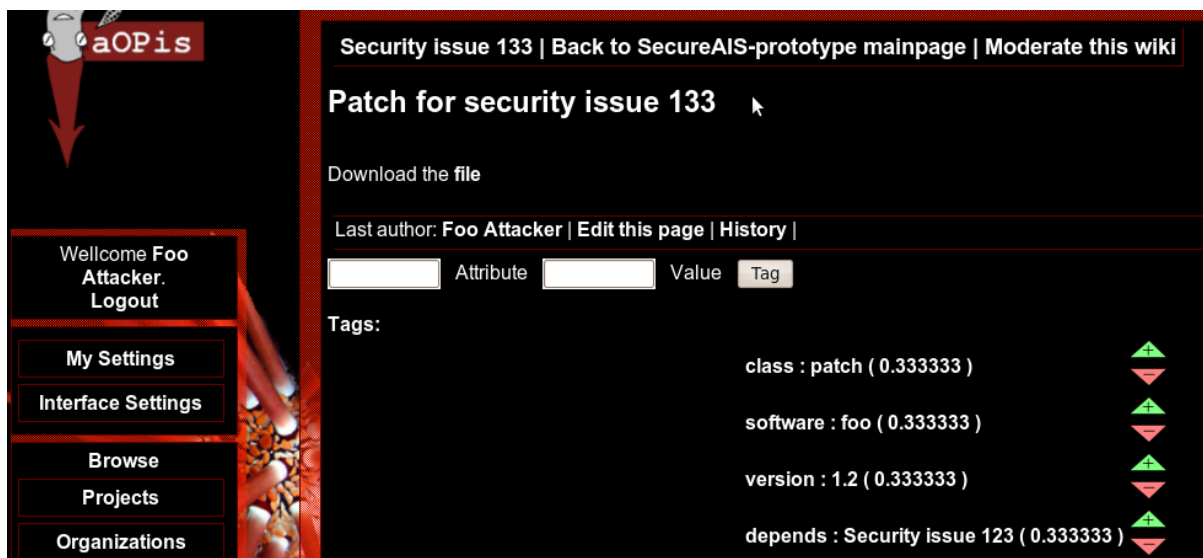 aOPis
Security issue 133 | Back to SecureAIS-prototype mainpage | Moderate this wiki
Patch for security issue 133
Download the file
Last author: Foo Attacker | Edit this page | History |
Attribute Value Tag
Tags:
class : patch ( 0.333333 )
software : foo ( 0.333333 )
version : 1.2 ( 0.333333 )
depends : Security issue 123 ( 0.333333 )
Wellcome Foo
Attacker.
Logout
My Settings
Interface Settings
Browse
Projects
Organizations